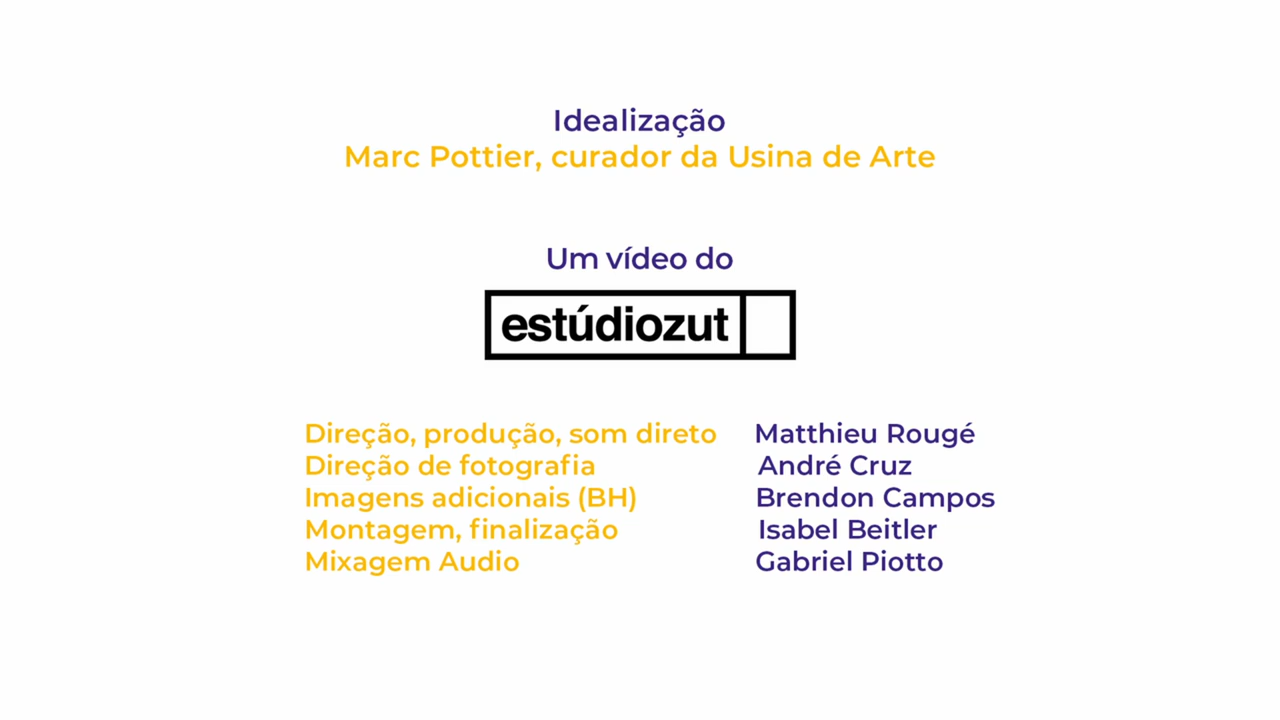 Idealização
Marc Pottier, curador da Usina de Arte
Um vídeo do
estúdiozut
Direção, produção, som direto Matthieu Rougé
Direção de fotografia André Cruz
Imagens adicionais (BH) Brendon Campos
Montagem, finalização Isabel Beitler
Mixagem Audio Gabriel Piotto